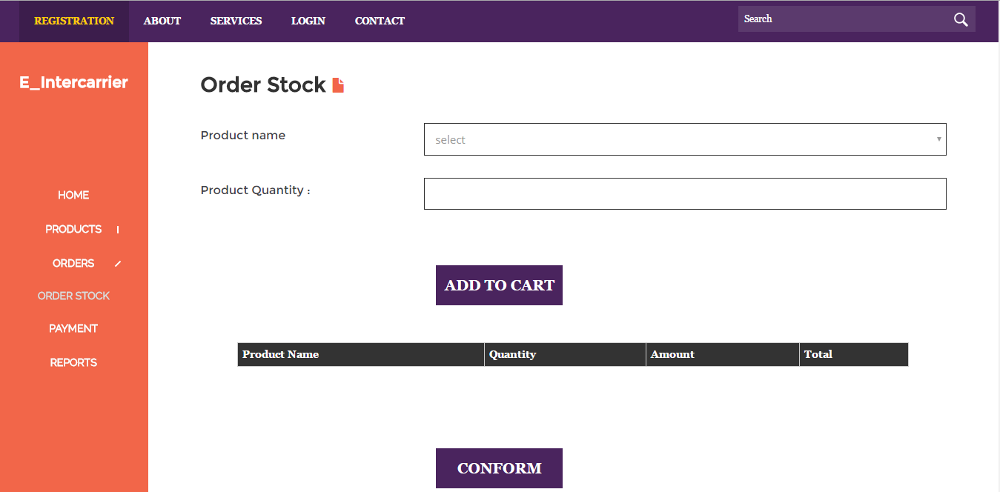 REGISTRATION ABOUT SERVICES LOGIN CONTACT Search
E_Intercarrier
Order Stock
Product name select
Product Quantity :
HOME
PRODUCTS
ORDERS
ORDER STOCK
PAYMENT
REPORTS
ADD TO CART
Product Name Quantity Amount Total
CONFORM